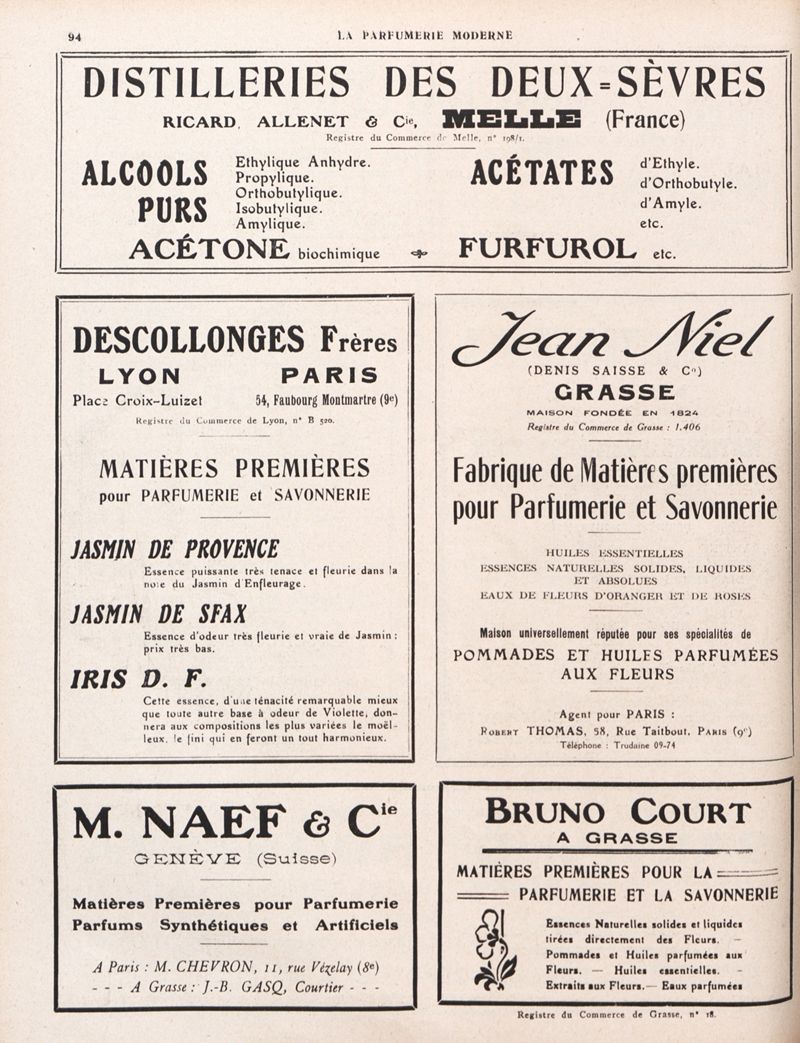 94
LA PARFUMERIE MODERNE
DISTILLERIES DES DEUX=SÈVRES
RICARD, ALLENET & Cie, MELLE (France)
Registre du Commerce de Melle, n° 198/1.
ALCOOLS
PURS
Ethylique Anhydre.
Propylique.
Orthobutylique.
Isobutylique.
Amylique.
ACÉTATES
d'Ethyle.
d'Orthobutyle.
d'Amyle.
etc.
ACÉTONE biochimique
FURFUROL etc.
DESCOLLONGES Frères
LYON PARIS
Place Croix-Luizet 54, Faubourg Montmartre (9e)
Registre du Commerce de Lyon, n° B 520.
MATIÈRES PREMIÈRES
pour PARFUMERIE et SAVONNERIE
JASMIN DE PROVENCE
Essence puissante très tenace et fleurie dans la
note du Jasmin d'Enfleurage.
JASMIN DE SFAX
Essence d'odeur très fleurie et vraie de Jasmin :
prix très bas.
IRIS D. F.
Cette essence, d'une ténacité remarquable mieux
que toute autre base à odeur de Violette, don-
nera aux compositions les plus variées le moël-
leux, le fini qui en feront un tout harmonieux.
Jean Niel
(DENIS SAISSE & Co)
GRASSE
MAISON FONDÉE EN 1824
Registre du Commerce de Grasse : 1.406
Fabrique de Matières premières
pour Parfumerie et Savonnerie
HUILES ESSENTIELLES
ESSENCES NATURELLES SOLIDES, LIQUIDES
ET ABSOLUES
EAUX DE FLEURS D'ORANGER ET DE ROSES
Maison universellement réputée pour ses spécialités de
POMMADES ET HUILES PARFUMÉES
AUX FLEURS
Agent pour PARIS :
ROBERT THOMAS, 58, Rue Taitbout, PARIS (9e)
Téléphone : Trudaine 09-74
M. NAEF & Cie
GENÈVE (Suisse)
Matières Premières pour Parfumerie
Parfums Synthétiques et Artificiels
A Paris : M. CHEVRON, 11, rue Vézelay (8e)
- - - A Grasse : J.-B. GASQ, Courtier - - -
BRUNO COURT
A GRASSE
MATIÈRES PREMIÈRES POUR LA
PARFUMERIE ET LA SAVONNERIE
Essences Naturelles solides et liquides
tirées directement des Fleurs. —
Pommades et Huiles parfumées aux
Fleurs. — Huiles essentielles. -
Extraits aux Fleurs. — Eaux parfumées
Registre du Commerce de Grasse, n° 18.